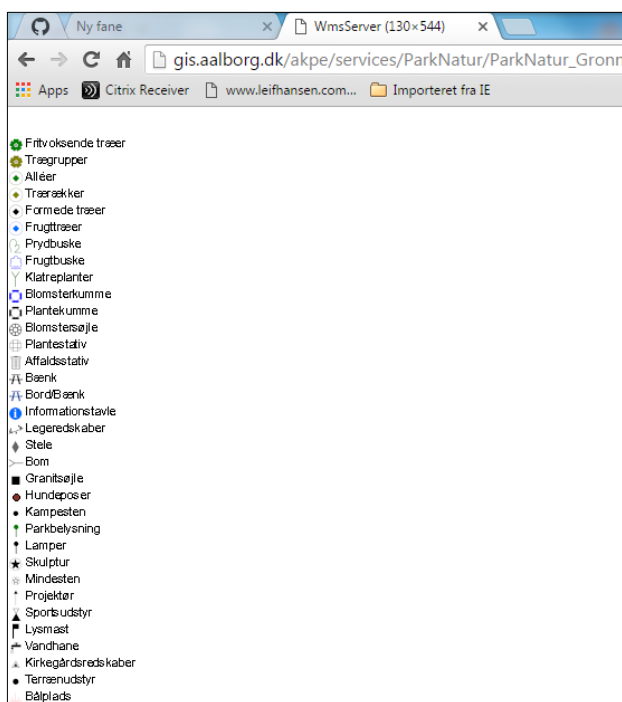 Ny fane
WmsServer (130×544)
gis.aalborg.dk/akpe/services/ParkNatur/ParkNatur_Gronn
Apps
Citrix Receiver
www.leifhansen.com...
Importeret fra IE
Fritvoksende træer
Trægrupper
Alléer
Trærækker
Formede træer
Frugttræer
Prydbuske
Frugtbuske
Klatreplanter
Blomsterkumme
Plantekumme
Blomstersøjle
Plantestativ
Affaldsstativ
Bænk
Bord/Bænk
Informationstavle
Legeredskaber
Stele
Bom
Granitsøjle
Hundeposer
Kampesten
Parkbelysning
Lamper
Skulptur
Mindesten
Projektør
Sportsudstyr
Lysmast
Vandhane
Kirkegårdsredskaber
Terrænudstyr
Bålplads